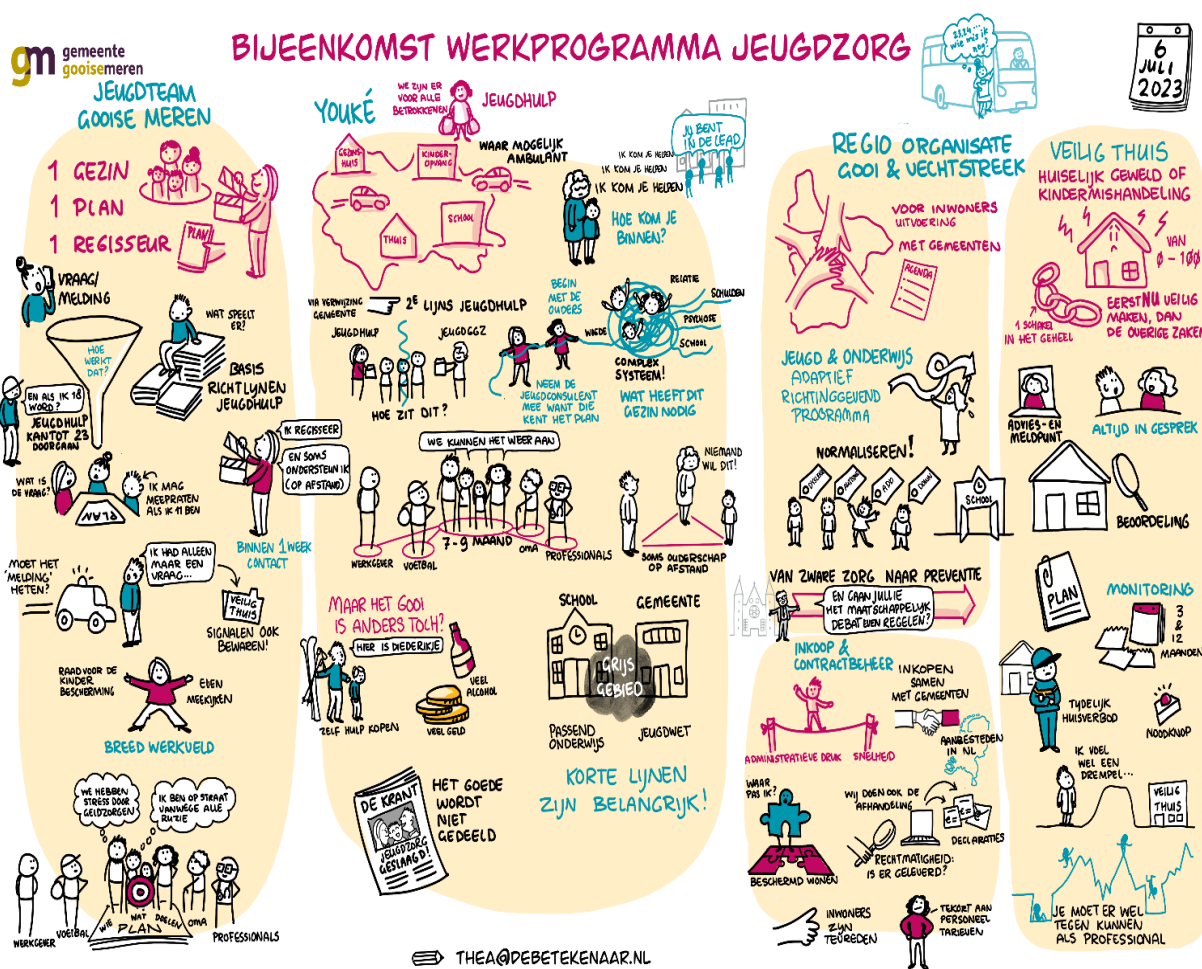 gm gemeente
gooisemeren
BIJEENKOMST WERKPROGRAMMA JEUGDZORG
23,24...
wie mis ik
nog?
6
JULI
2023
JEUGDTEAM
GOOISE MEREN
1 GEZIN
1 PLAN
1 REGISSEUR
PLAN
VRAAG/
MELDING
WAT SPEELT
ER?
HOE
WERKT
DAT?
BASIS
RICHTLIJNEN
JEUGDHULP
EN ALS IK 18
WORD?
JEUGDHULP
KAN TOT 23
DOORGAAN
IK REGISSEER
EN SOMS
ONDERSTEUN IK
(OP AFSTAND)
WAT IS
DE VRAAG?
IK MAG
MEEPRATEN
ALS IK 11 BEN
PLAN
BINNEN 1 WEEK
CONTACT
MOET HET
'MELDING'
HETEN?
IK HAD ALLEEN
MAAR EEN
VRAAG...
VEILIG
THUIS
SIGNALEN OOK
BEWAREN!
RAAD VOOR DE
KINDER
BESCHERMING
EVEN
MEEKIJKEN
BREED WERKVELD
WE HEBBEN
STRESS DOOR
GELDZORGEN
IK BEN OP STRAAT
VANWEGE ALLE
RUZIE
WERKGEVER
VOETBAL
WIE
WAT
DOELEN
PLAN
OMA
PROFESSIONALS
YOUKÉ
WE ZIJN ER
VOOR ALLE
BETROKKENEN
JEUGDHULP
GEZINS
HUIS
KINDER-
OPVANG
WAAR MOGELIJK
AMBULANT
THUIS
SCHOOL
JIJ BENT
IN DE LEAD
IK KOM JE HELPEN
IK KOM JE HELPEN
IK KOM JE HELPEN
HOE KOM JE
BINNEN?
VIA VERWIJZING
GEMEENTE
2E LIJNS JEUGDHULP
JEUGDHULP
JEUGDGGZ
HOE ZIT DIT?
BEGIN
MET DE
OUDERS
NEEM DE
JEUGDCONSULENT
MEE WANT DIE
KENT HET PLAN
RELATIE
SCHULDEN
PSYCHOSE
SCHOOL
WOEDE
COMPLEX
SYSTEEM!
WAT HEEFT DIT
GEZIN NODIG
WE KUNNEN HET WEER AAN
WERKGEVER
VOETBAL
7-9 MAAND
OMA
PROFESSIONALS
NIEMAND
WIL DIT!
SOMS OUDERSCHAP
OP AFSTAND
MAAR HET GOOI
IS ANDERS TOCH?
HIER IS DIEDERIKJE
ZELF HULP KOPEN
VEEL
ALCOHOL
VEEL GELD
SCHOOL
GEMEENTE
GRIJS
GEBIED
PASSEND
ONDERWIJS
JEUGDWET
DE KRANT
JEUGDZORG
GESLAAGD!
HET GOEDE
WORDT
NIET
GEDEELD
KORTE LIJNEN
ZIJN BELANGRIJK!
REGIO ORGANISATE
GOOI & VECHTSTREEK
VOOR INWONERS
UITVOERING
MET GEMEENTEN
AGENDA
JEUGD & ONDERWIJS
ADAPTIEF
RICHTINGGEVEND
PROGRAMMA
NORMALISEREN!
DYSLEXIE
AUTISME
ADD
DOWN
SCHOOL
VAN ZWARE ZORG NAAR PREVENTIE
EN GAAN JULLIE
HET MAATSCHAPPELIJK
DEBAT EVEN REGELEN?
INKOOP &
CONTRACTBEHEER
INKOPEN
SAMEN
MET GEMEENTEN
ADMINISTRATIEVE DRUK
SNELHEID
AANBESTEDEN
IN NL
WAAR
PAS IK?
BESCHERMD WONEN
WIJ DOEN OOK DE
AFHANDELING
DECLARATIES
RECHTMATIGHEID:
IS ER GELEVERD?
INWONERS
ZIJN
TEVREDEN
TEKORT AAN
PERSONEEL
TARIEVEN
VEILIG THUIS
HUISELIJK GEWELD OF
KINDERMISHANDELING
VAN
0 - 100
1 SCHAKEL
IN HET GEHEEL
EERST NU VEILIG
MAKEN, DAN
DE OVERIGE ZAKEN
ADVIES- EN
MELDPUNT
ALTIJD IN GESPREK
BEOORDELING
PLAN
MONITORING
3
&
12
MAANDEN
TIJDELIJK
HUISVERBOD
NOODKNOP
IK VOEL
WEL EEN
DREMPEL...
VEILIG
THUIS
JE MOET ER WEL
TEGEN KUNNEN
ALS PROFESSIONAL
THEA@DEBETEKENAAR.NL